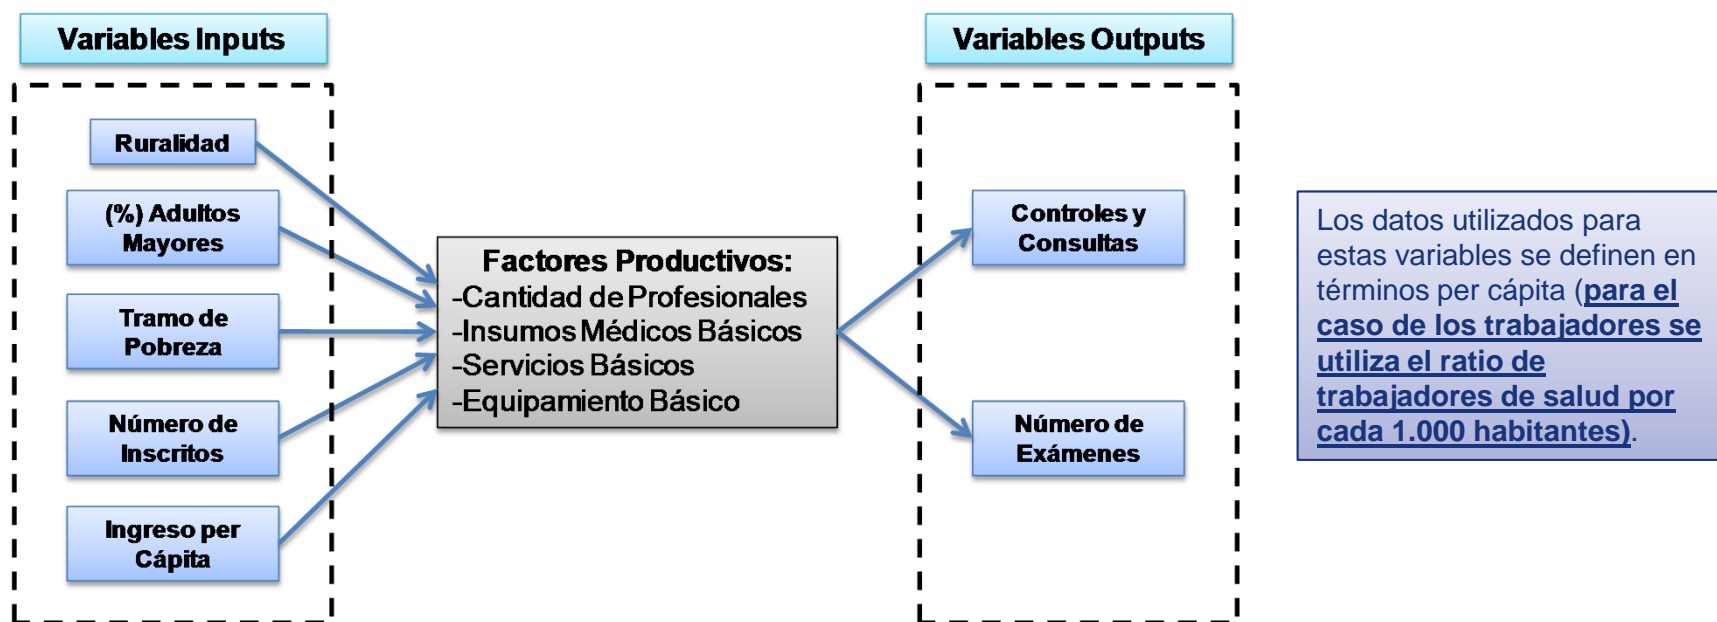 Variables Inputs
Ruralidad
(%) Adultos
Mayores
Tramo de
Pobreza
Número de
Inscritos
Ingreso per
Cápita
Factores Productivos:
-Cantidad de Profesionales
-Insumos Médicos Básicos
-Servicios Básicos
-Equipamiento Básico
Variables Outputs
Controles y
Consultas
Número de
Exámenes
Los datos utilizados para
estas variables se definen en
términos per cápita (para el
caso de los trabajadores se
utiliza el ratio de
trabajadores de salud por
cada 1.000 habitantes).